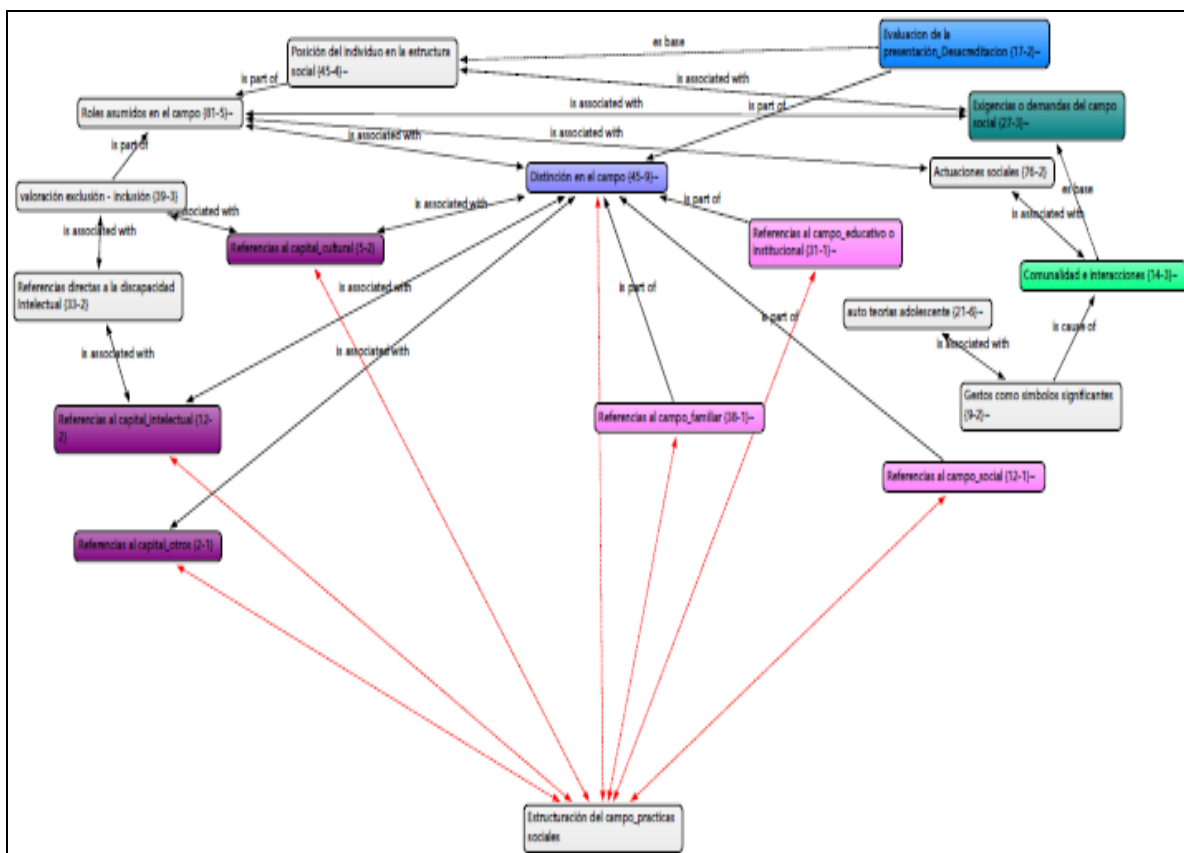 Evaluacion de la
presentación_Desacreditacion {17-2}~
Posición del individuo en la estructura
social {45-4}~
es base
is part of
is associated with
Exigencias o demandas del campo
social {27-3}~
Roles asumidos en el campo {81-5}~
is associated with
is part of
is associated with
is associated with
is part of
Distinción en el campo {45-9}~
Actuaciones sociales {76-2}
valoración exclusión - inclusión {39-3}
es base
is part of
is associated with
is associated with
is associated with
is associated with
Referencias al capital_cultural {5-2}
Referencias al campo_educativo o
institucional {31-1}~
Comunalidad e interacciones {14-3}~
Referencias directas a la discapacidad
Intelectual {33-2}
is associated with
is part of
auto teorías adolescente {21-6}~
is part of
is cause of
is associated with
is associated with
is associated with
Gestos como símbolos significantes
{9-2}~
Referencias al capital_intelectual {12-
2}
Referencias al campo_familiar {38-1}~
Referencias al campo_social {12-1}~
Referencias al capital_otros {2-1}
Estructuración del campo_practicas
sociales